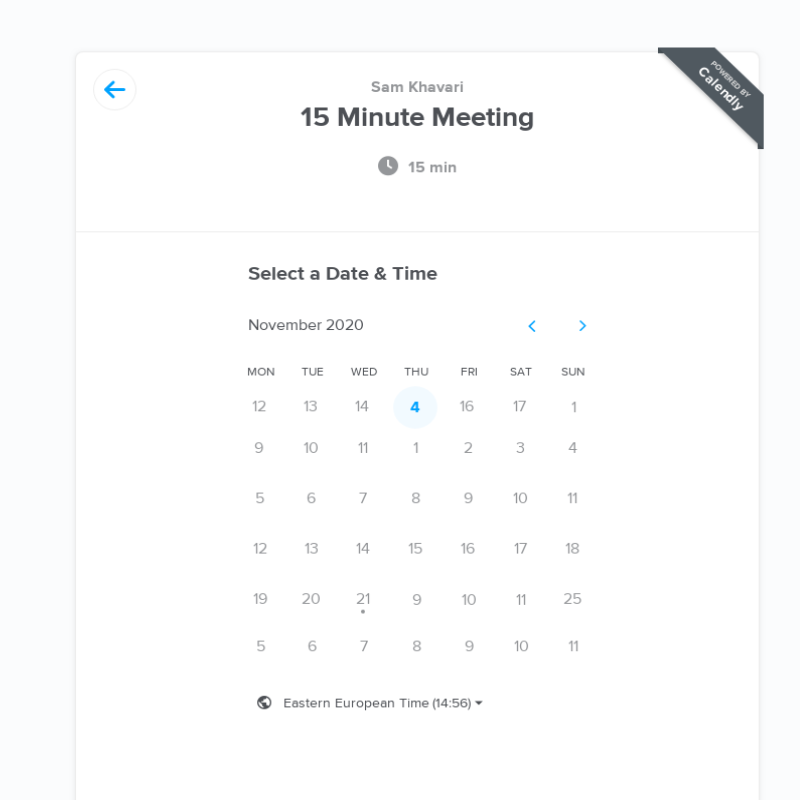 POWERED BY
Calendly
Sam Khavari
15 Minute Meeting
15 min
Select a Date & Time
November 2020
MON TUE WED THU FRI SAT SUN
12 13 14 4 16 17 1
9 10 11 1 2 3 4
5 6 7 8 9 10 11
12 13 14 15 16 17 18
19 20 21 9 10 11 25
5 6 7 8 9 10 11
Eastern European Time (14:56)